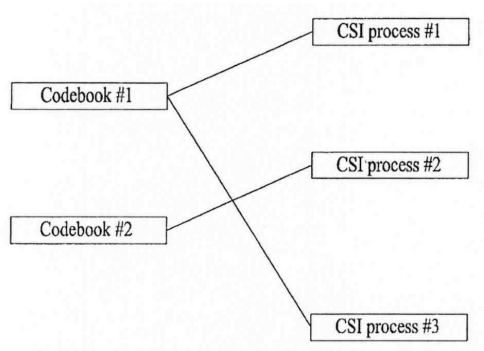 CSI process #1
Codebook #1
CSI process #2
Codebook #2
CSI process #3